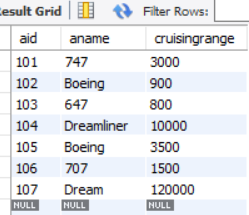 Result Grid Filter Rows:
aid aname cruisingrange
101 747 3000
102 Boeing 900
103 647 800
104 Dreamliner 10000
105 Boeing 3500
106 707 1500
107 Dream 120000
NULL NULL NULL